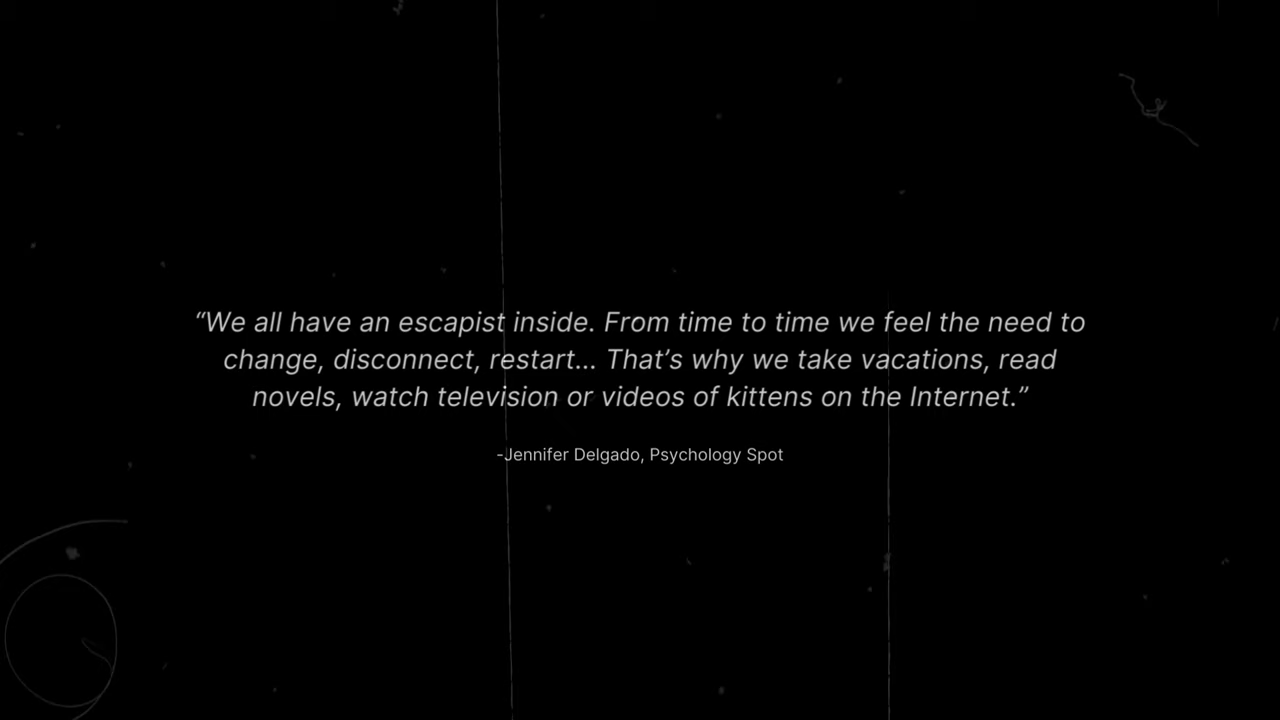 “We all have an escapist inside. From time to time we feel the need to
change, disconnect, restart... That’s why we take vacations, read
novels, watch television or videos of kittens on the Internet.”
-Jennifer Delgado, Psychology Spot